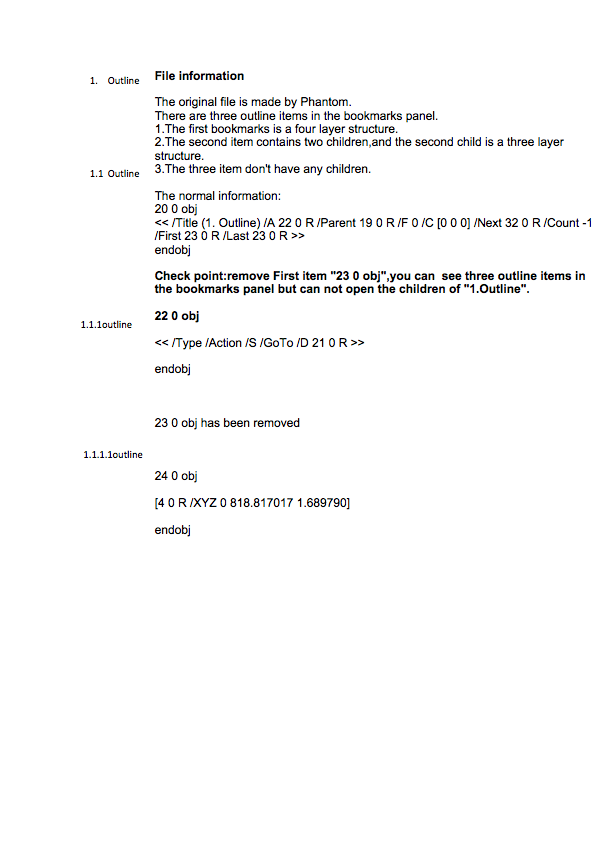 1. Outline
File information
The original file is made by Phantom.
There are three outline items in the bookmarks panel.
1.The first bookmarks is a four layer structure.
2.The second item contains two children,and the second child is a three layer
structure.
1.1 Outline
3.The three item don't have any children.
The normal information:
20 0 obj
<< /Title (1. Outline) /A 22 0 R /Parent 19 0 R /F 0 /C [0 0 0] /Next 32 0 R /Count -1
/First 23 0 R /Last 23 0 R >>
endobj
Check point:remove First item "23 0 obj",you can see three outline items in
the bookmarks panel but can not open the children of "1.Outline".
22 0 obj
1.1.1outline
<< /Type /Action /S /GoTo /D 21 0 R >>
endobj
23 0 obj has been removed
1.1.1.1outline
24 0 obj
[4 0 R /XYZ 0 818.817017 1.689790]
endobj